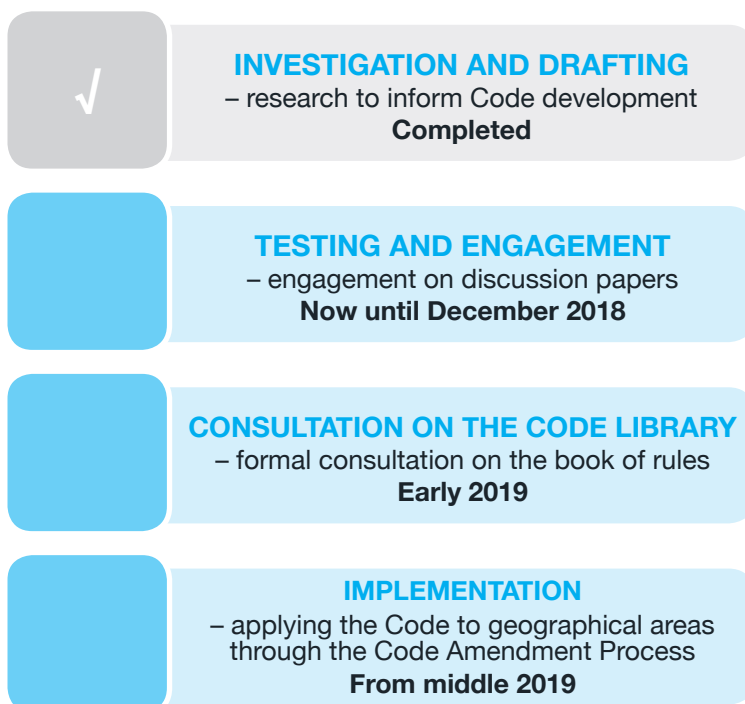 √
INVESTIGATION AND DRAFTING
– research to inform Code development
Completed
TESTING AND ENGAGEMENT
– engagement on discussion papers
Now until December 2018
CONSULTATION ON THE CODE LIBRARY
– formal consultation on the book of rules
Early 2019
IMPLEMENTATION
– applying the Code to geographical areas
through the Code Amendment Process
From middle 2019